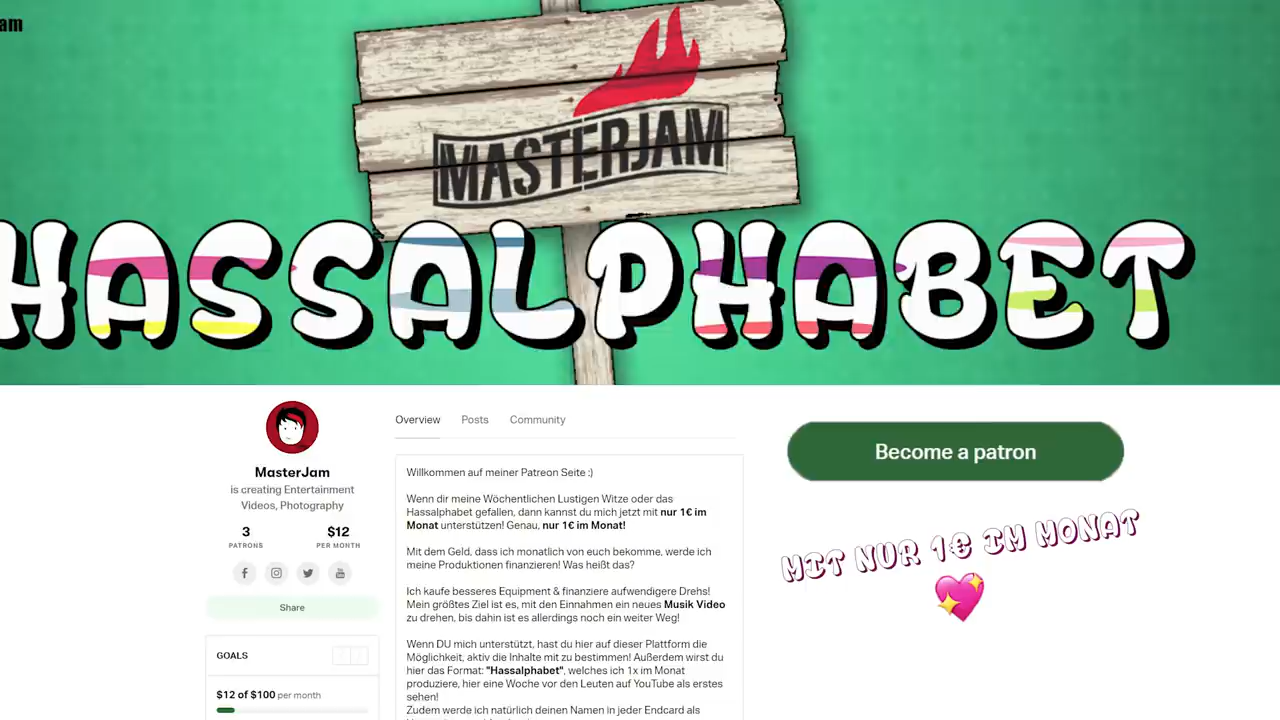 am
MASTERJAM
HASSALPHABET
MasterJam
is creating Entertainment
Videos, Photography
3
$12
PATRONS
PER MONTH
Share
GOALS
$12 of $100 per month
Overview Posts Community
Willkommen auf meiner Patreon Seite :)
Wenn dir meine Wöchentlichen Lustigen Witze oder das
Hassalphabet gefallen, dann kannst du mich jetzt mit nur 1€ im
Monat unterstützen! Genau, nur 1€ im Monat!
Mit dem Geld, dass ich monatlich von euch bekomme, werde ich
meine Produktionen finanzieren! Was heißt das?
Ich kaufe besseres Equipment & finanziere aufwendigere Drehs!
Mein größtes Ziel ist es, mit den Einnahmen ein neues Musik Video
zu drehen, bis dahin ist es allerdings noch ein weiter Weg!
Wenn DU mich unterstützt, hast du hier auf dieser Plattform die
Möglichkeit, aktiv die Inhalte mit zu bestimmen! Außerdem wirst du
hier das Format: "Hassalphabet", welches ich 1x im Monat
produziere, hier eine Woche vor den Leuten auf YouTube als erstes
sehen!
Zudem werde ich natürlich deinen Namen in jeder Endcard als
Become a patron
MIT NUR 1€ IM MONAT